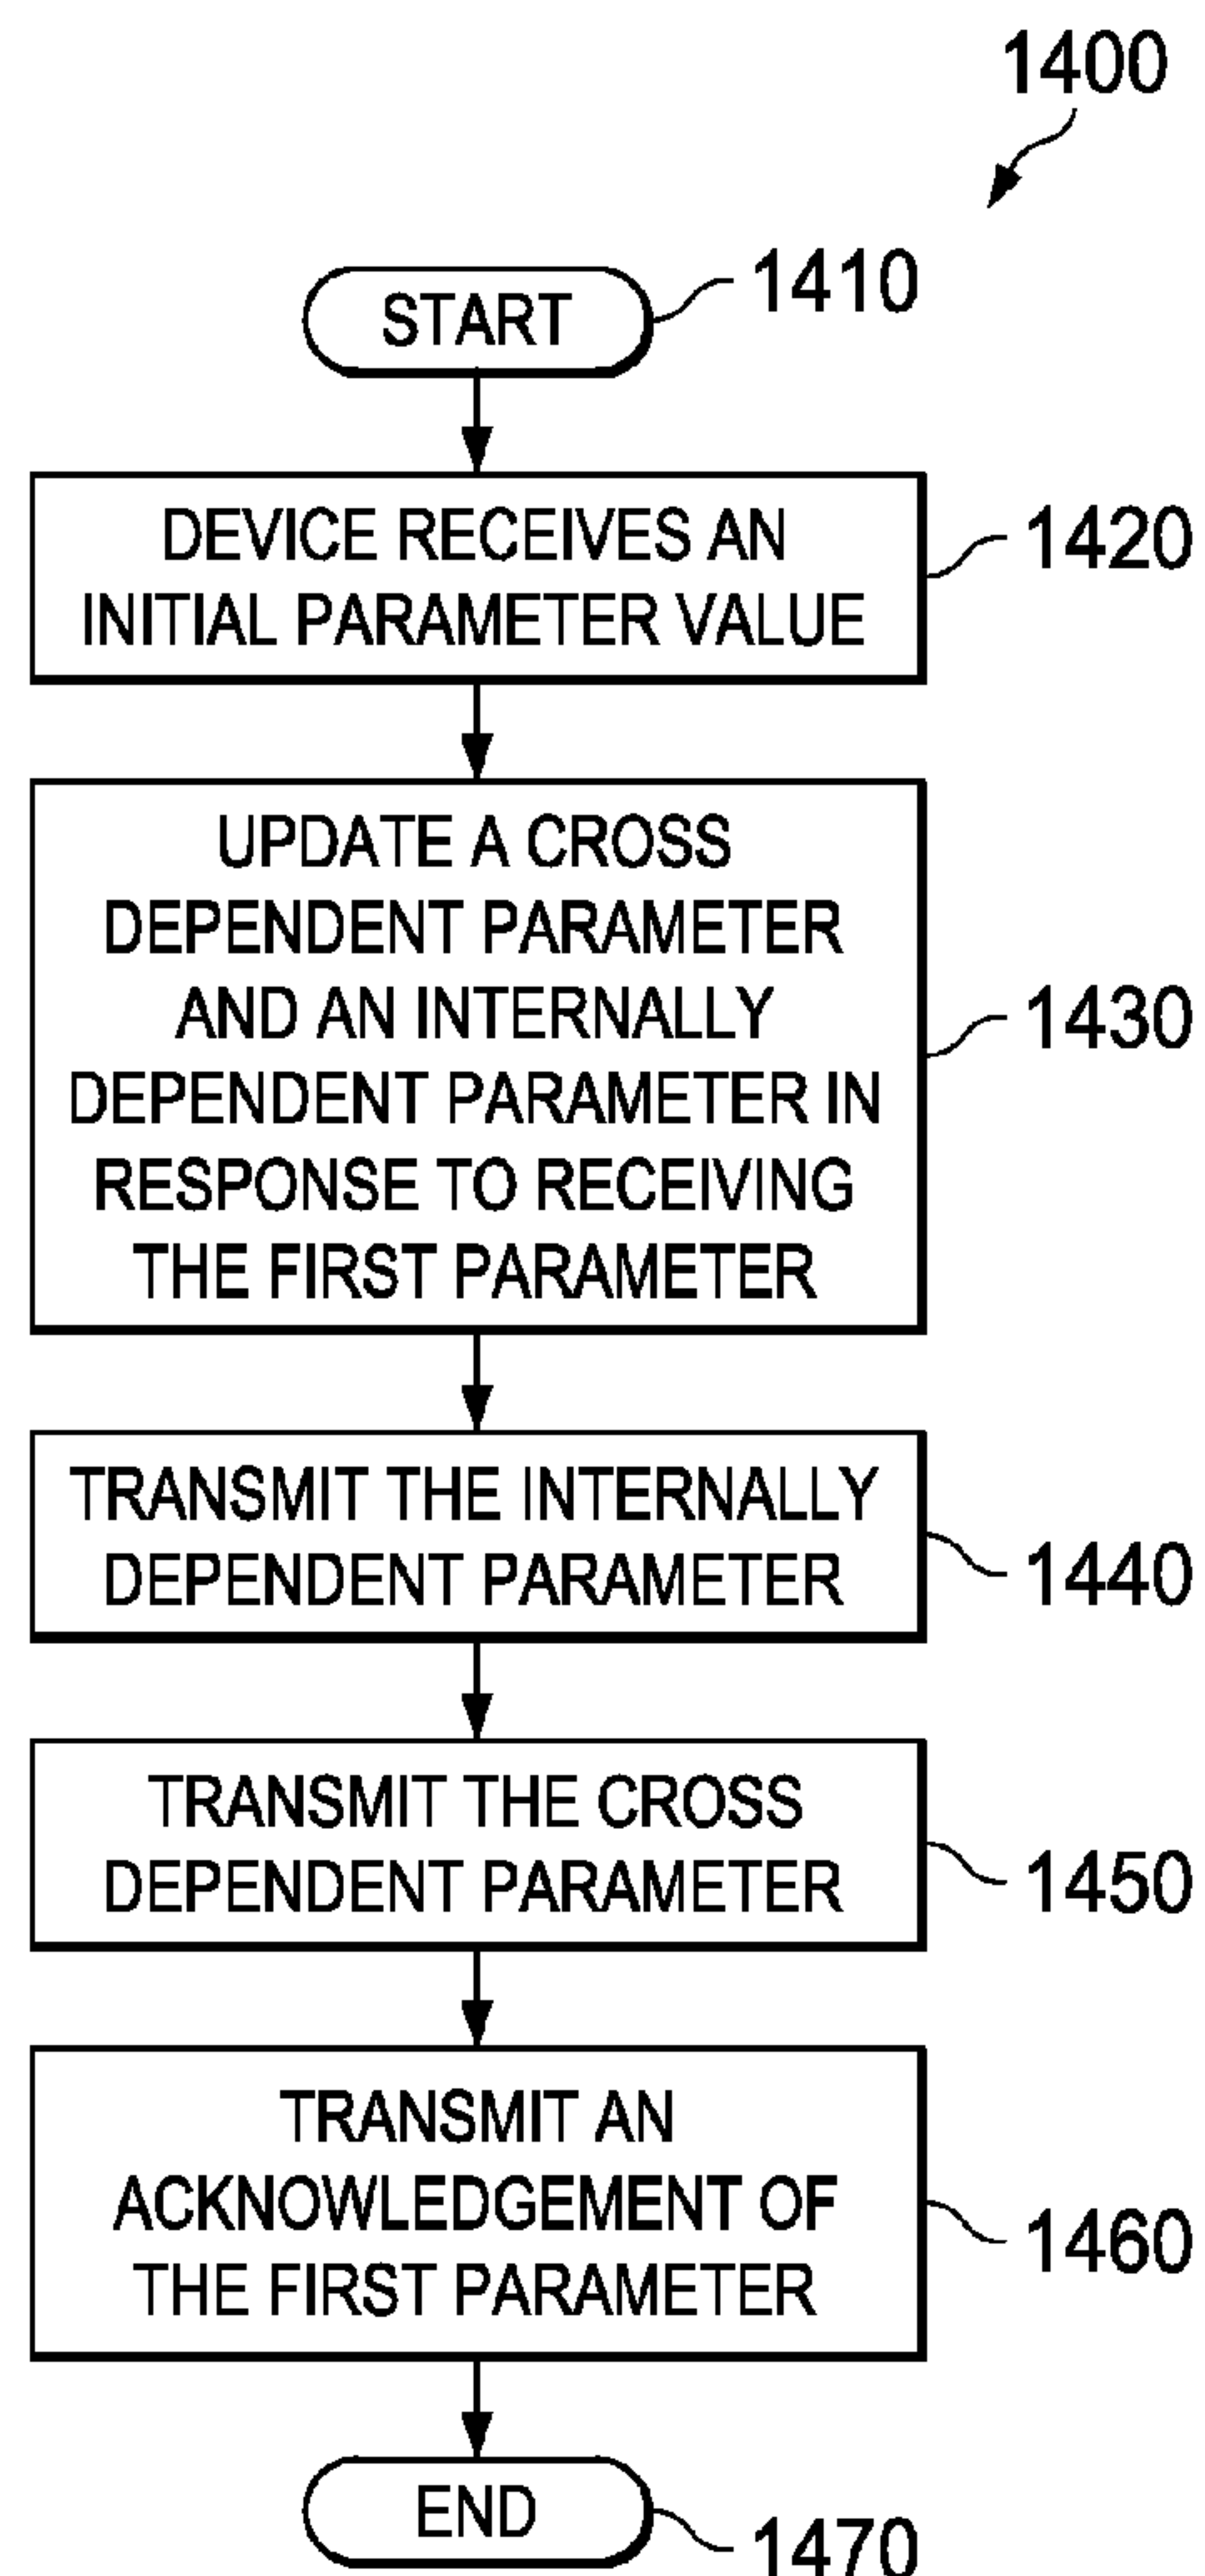 1400
START
1410
DEVICE RECEIVES AN
INITIAL PARAMETER VALUE
1420
UPDATE A CROSS
DEPENDENT PARAMETER
AND AN INTERNALLY
DEPENDENT PARAMETER IN
RESPONSE TO RECEIVING
THE FIRST PARAMETER
1430
TRANSMIT THE INTERNALLY
DEPENDENT PARAMETER
1440
TRANSMIT THE CROSS
DEPENDENT PARAMETER
1450
TRANSMIT AN
ACKNOWLEDGEMENT OF
THE FIRST PARAMETER
1460
END
1470